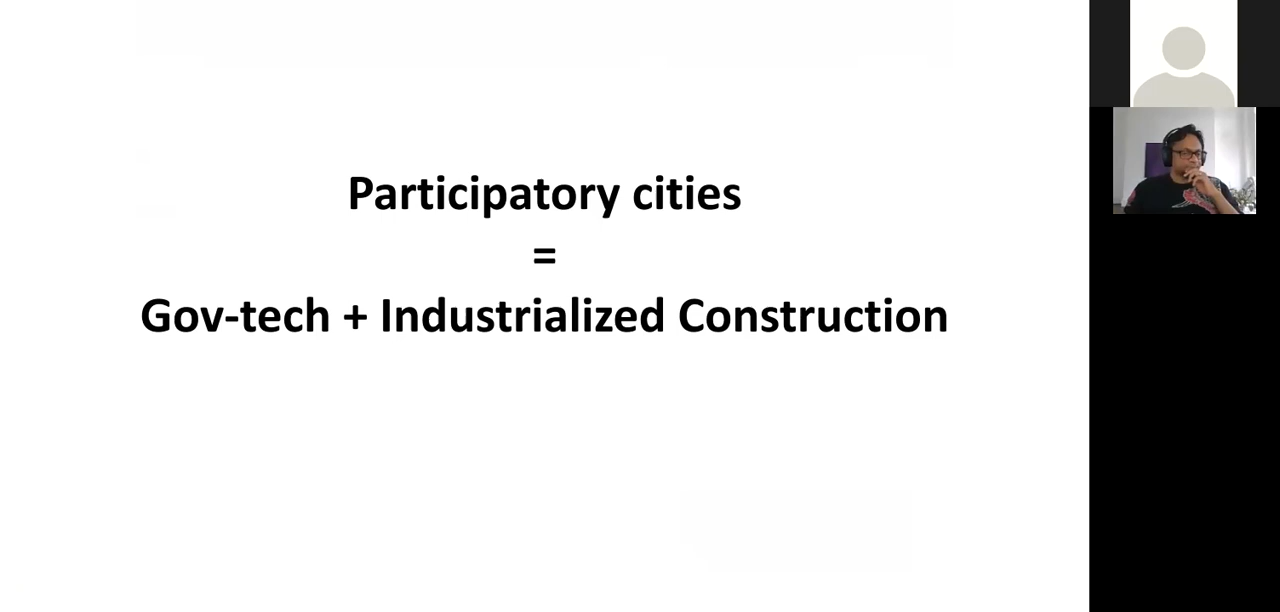 Participatory cities
=
Gov-tech + Industrialized Construction